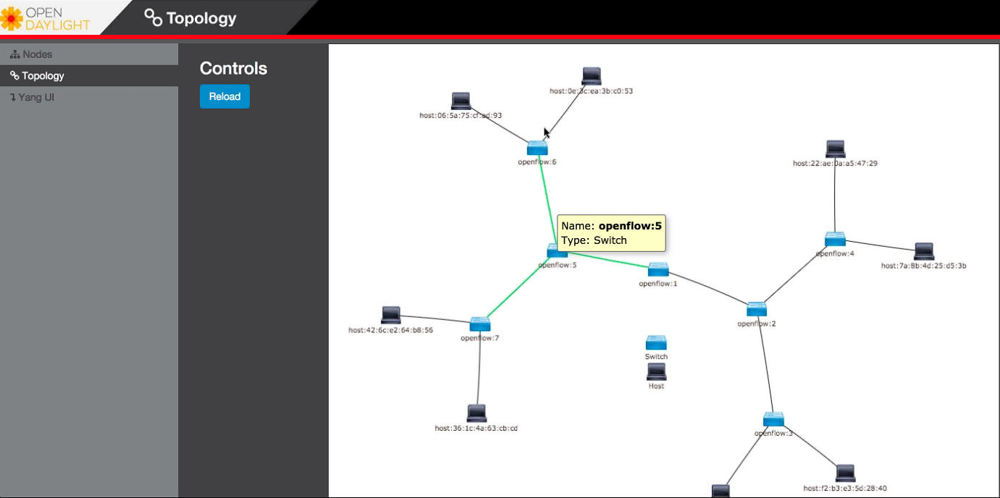 OPEN
DAYLIGHT
Topology
Nodes
Topology
Yang UI
Controls
Reload
host:0e:3c:ea:3b:c0:53
host:06:5a:75:cf:ad:93
openflow:6
host:22:ae:0a:a5:47:29
Name: openflow:5
Type: Switch
openflow:4
openflow:5
host:7a:8b:4d:25:d5:3b
openflow:1
openflow:2
host:42:6c:e2:64:b8:56
openflow:7
Switch
Host
host:36:1c:4a:63:cb:cd
openflow:3
host:f2:b3:e3:5d:28:40